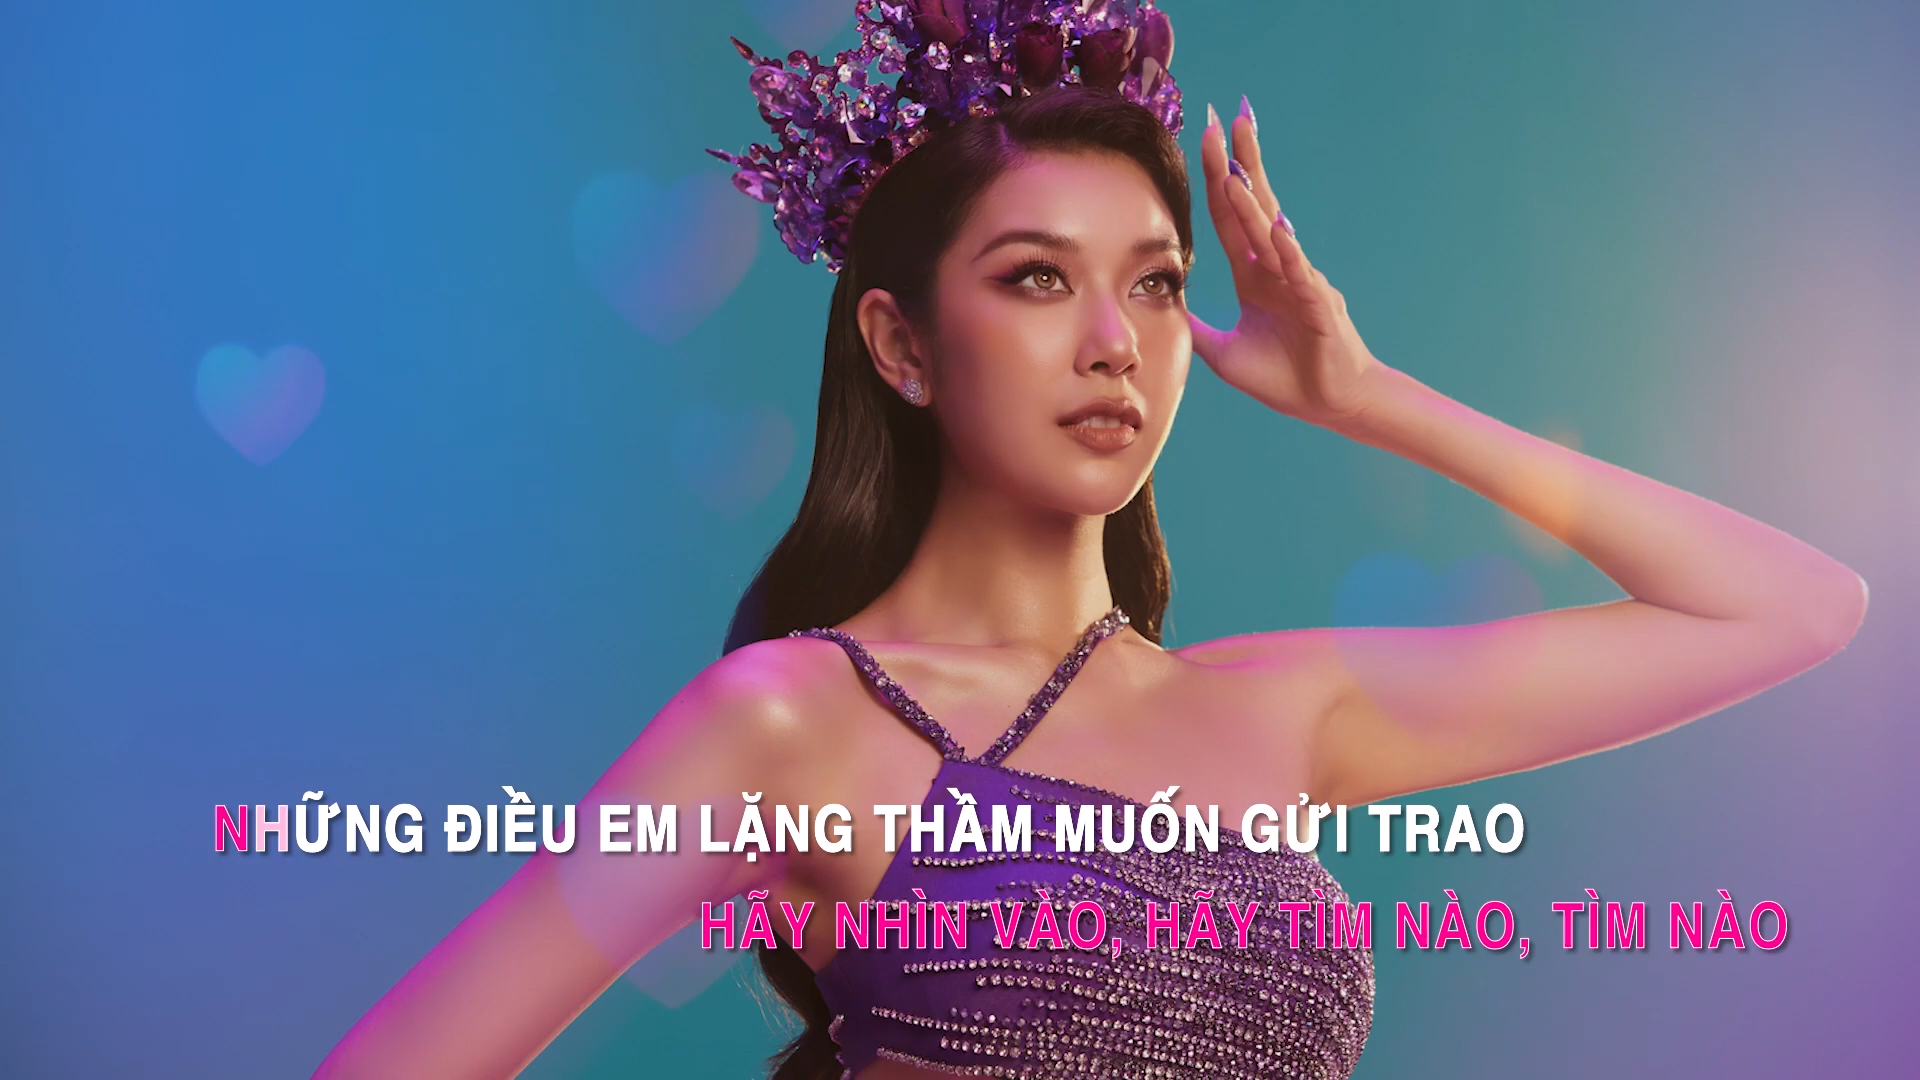 NHỮNG ĐIỀU EM LẶNG THẦM MUỐN GỬI TRAO
HÃY NHÌN VÀO, HÃY TÌM NÀO, TÌM NÀO